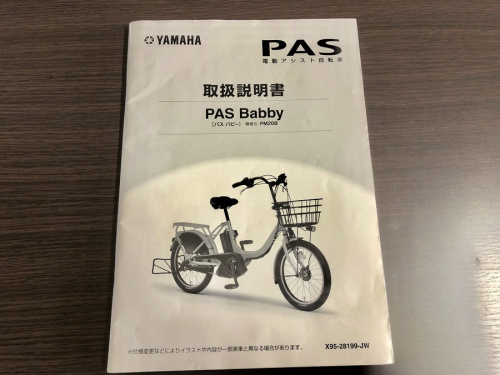 YAMAHA
PAS
電動アシスト自転車
取扱説明書
PAS Babby
[パス バビー] 機種名:PM20B
※仕様変更などによりイラストや内容が一部実車と異なる場合があります。
X95-28199-JW